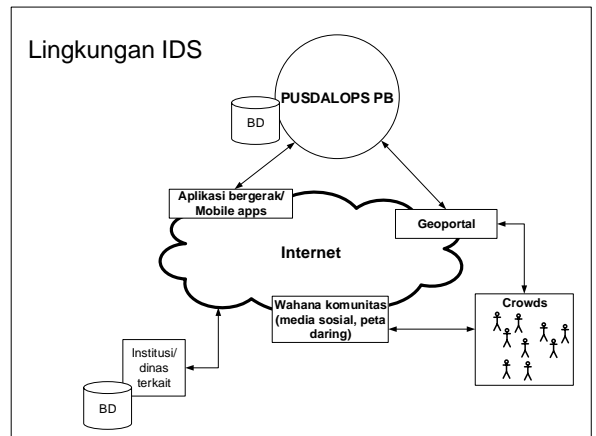 Lingkungan IDS
PUSDALOPS PB
BD
Aplikasi bergerak/
Mobile apps
Geoportal
Internet
Wahana komunitas
(media sosial, peta
daring)
Crowds
Institusi/
dinas
terkait
BD